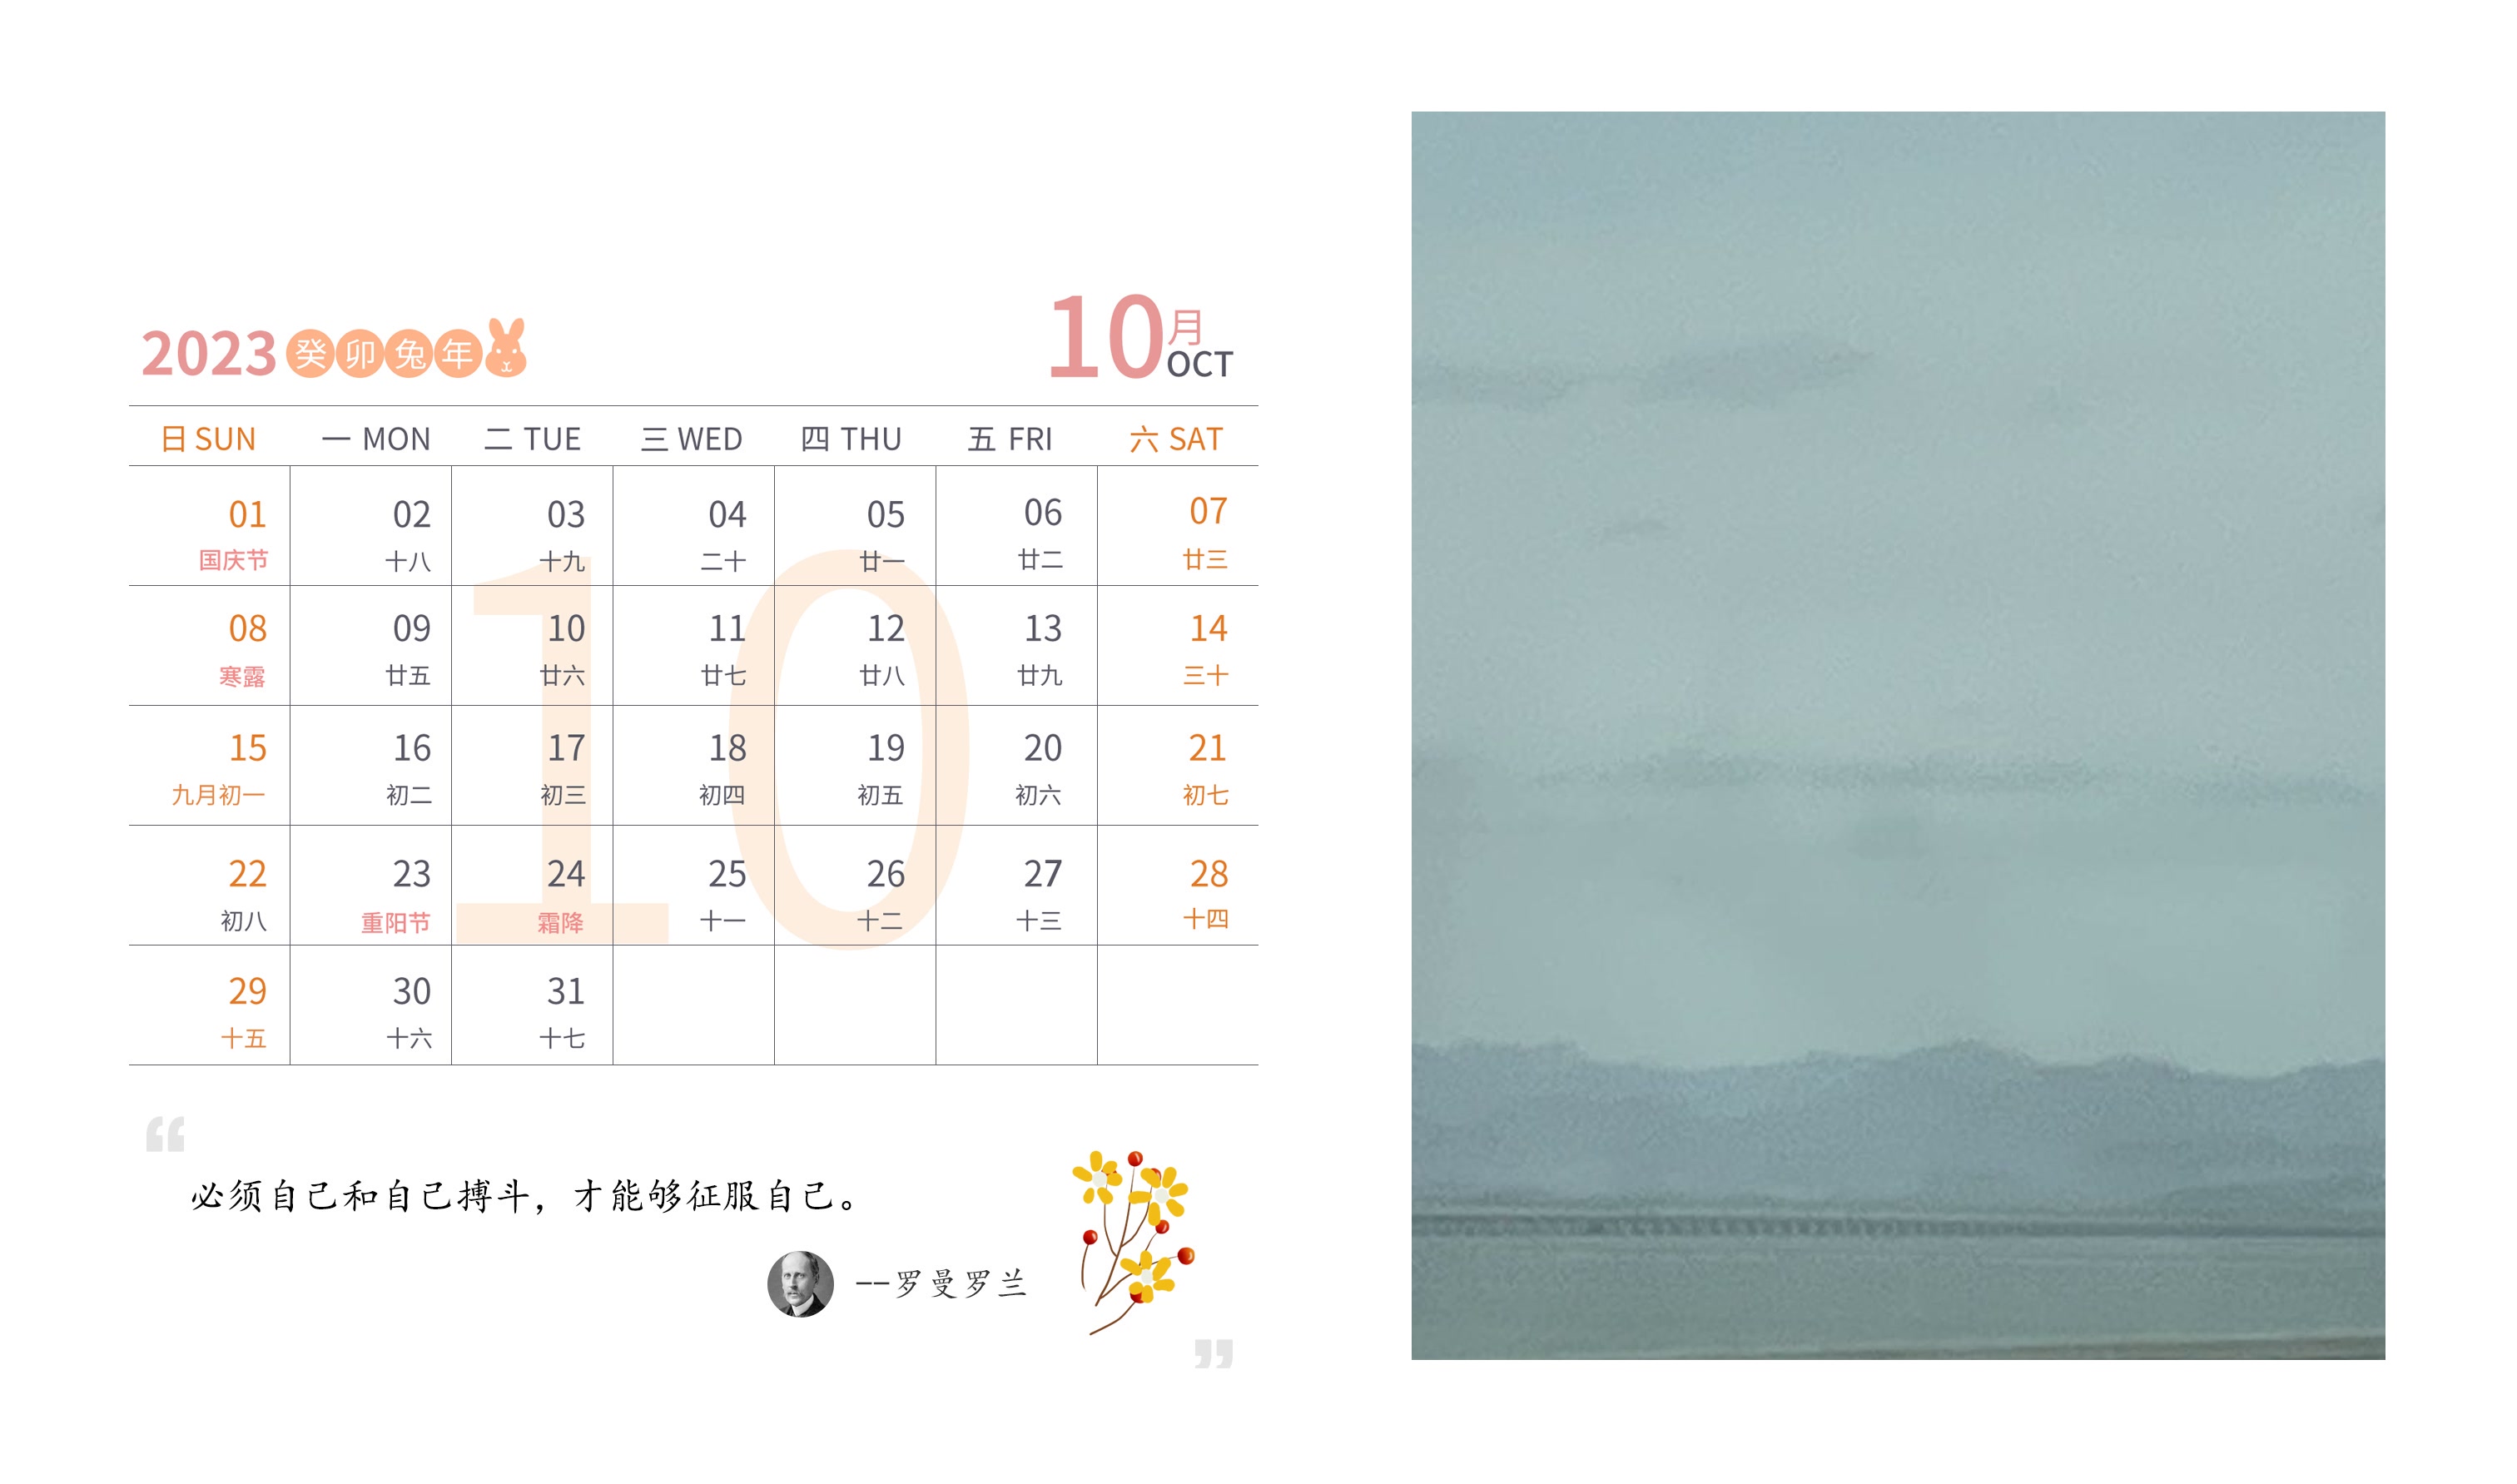 2023 癸卯兔年
10月
OCT
日 SUN 一 MON 二 TUE 三 WED 四 THU 五 FRI 六 SAT
01 02 03 04 05 06 07
国庆节 十八 十九 二十 廿一 廿二 廿三
08 09 10 11 12 13 14
寒露 廿五 廿六 廿七 廿八 廿九 三十
15 16 17 18 19 20 21
九月初一 初二 初三 初四 初五 初六 初七
22 23 24 25 26 27 28
初八 重阳节 霜降 十一 十二 十三 十四
29 30 31
十五 十六 十七
10
“
必须自己和自己搏斗，才能够征服自己。
--罗曼罗兰
”